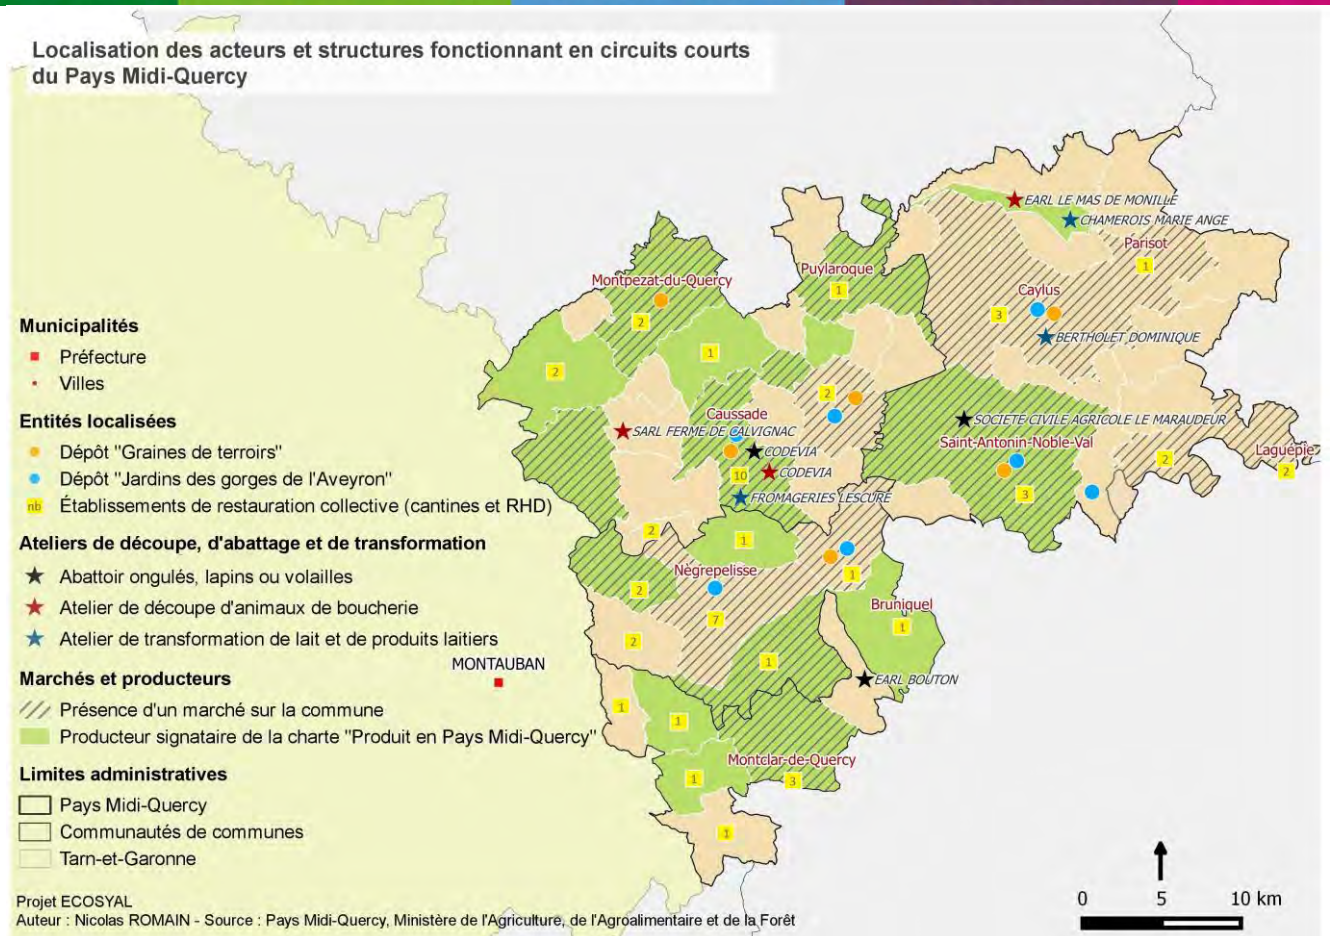 Localisation des acteurs et structures fonctionnant en circuits courts
du Pays Midi-Quercy
EARL LE MAS DE MONILLE
CHAMEROIS MARIE ANGE
Parisot
1
Puylaroque
1
Montpezat-du-Quercy
2
Caylus
3
BERTHOLET DOMINIQUE
1
2
2
Caussade
SARL FERME DE CALVIGNAC
CODEVIA
CODEVIA
10
FROMAGERIES LESCURE
SOCIETE CIVILE AGRICOLE LE MARAUDEUR
Saint-Antonin-Noble-Val
3
Laguépie
2
2
2
1
Nègrepelisse
1
2
7
Bruniquel
1
2
1
EARL BOUTON
1
1
Montclar-de-Quercy
3
1
1
Municipalités
Préfecture
Villes
Entités localisées
Dépôt "Graines de terroirs"
Dépôt "Jardins des gorges de l'Aveyron"
nb Établissements de restauration collective (cantines et RHD)
Ateliers de découpe, d'abattage et de transformation
Abattoir ongulés, lapins ou volailles
Atelier de découpe d'animaux de boucherie
Atelier de transformation de lait et de produits laitiers
MONTAUBAN
Marchés et producteurs
Présence d'un marché sur la commune
Producteur signataire de la charte "Produit en Pays Midi-Quercy"
Limites administratives
Pays Midi-Quercy
Communautés de communes
Tarn-et-Garonne
Projet ECOSYAL
Auteur : Nicolas ROMAIN - Source : Pays Midi-Quercy, Ministère de l'Agriculture, de l'Agroalimentaire et de la Forêt
0 5 10 km